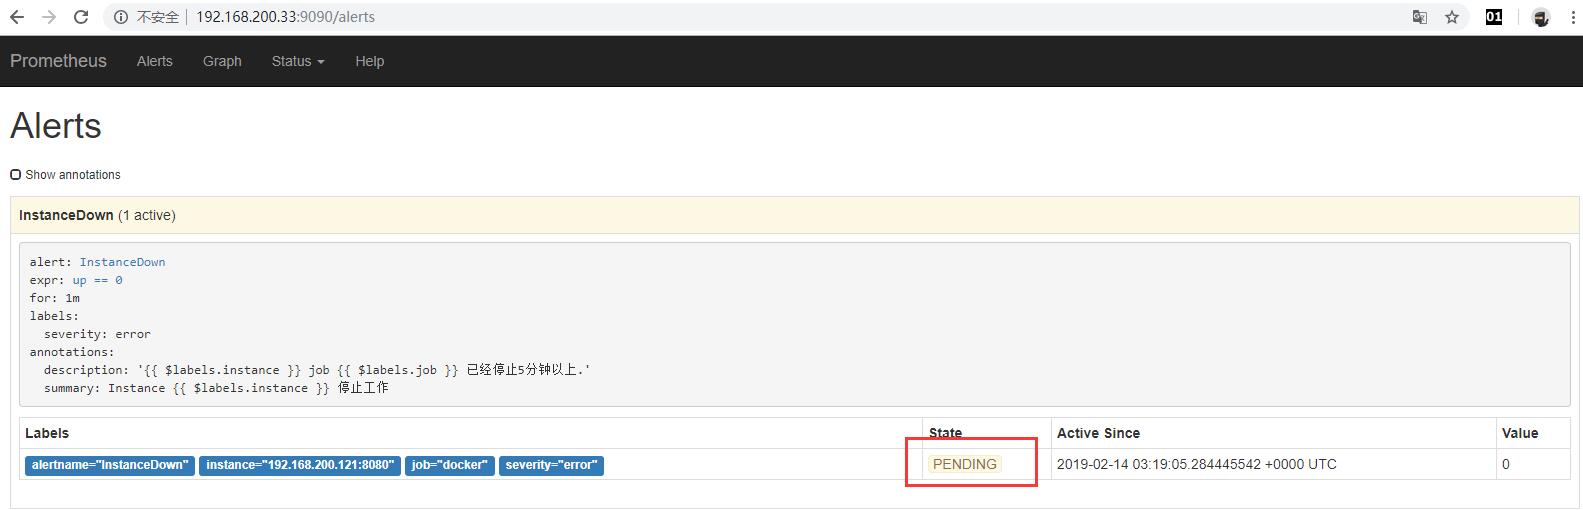 不安全 192.168.200.33:9090/alerts 01
Prometheus Alerts Graph Status Help
Alerts
Show annotations
InstanceDown (1 active)
alert: InstanceDown
expr: up == 0
for: 1m
labels:
severity: error
annotations:
description: '{{ $labels.instance }} job {{ $labels.job }} 已经停止5分钟以上.'
summary: Instance {{ $labels.instance }} 停止工作
Labels State Active Since Value
alertname="InstanceDown" instance="192.168.200.121:8080" job="docker" severity="error" PENDING 2019-02-14 03:19:05.284445542 +0000 UTC 0